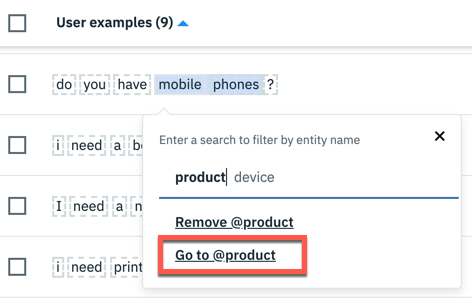 User examples (9)
do you have mobile phones ?
Enter a search to filter by entity name
i need a b
product device
I need a n
Remove @product
Go to @product
i need print